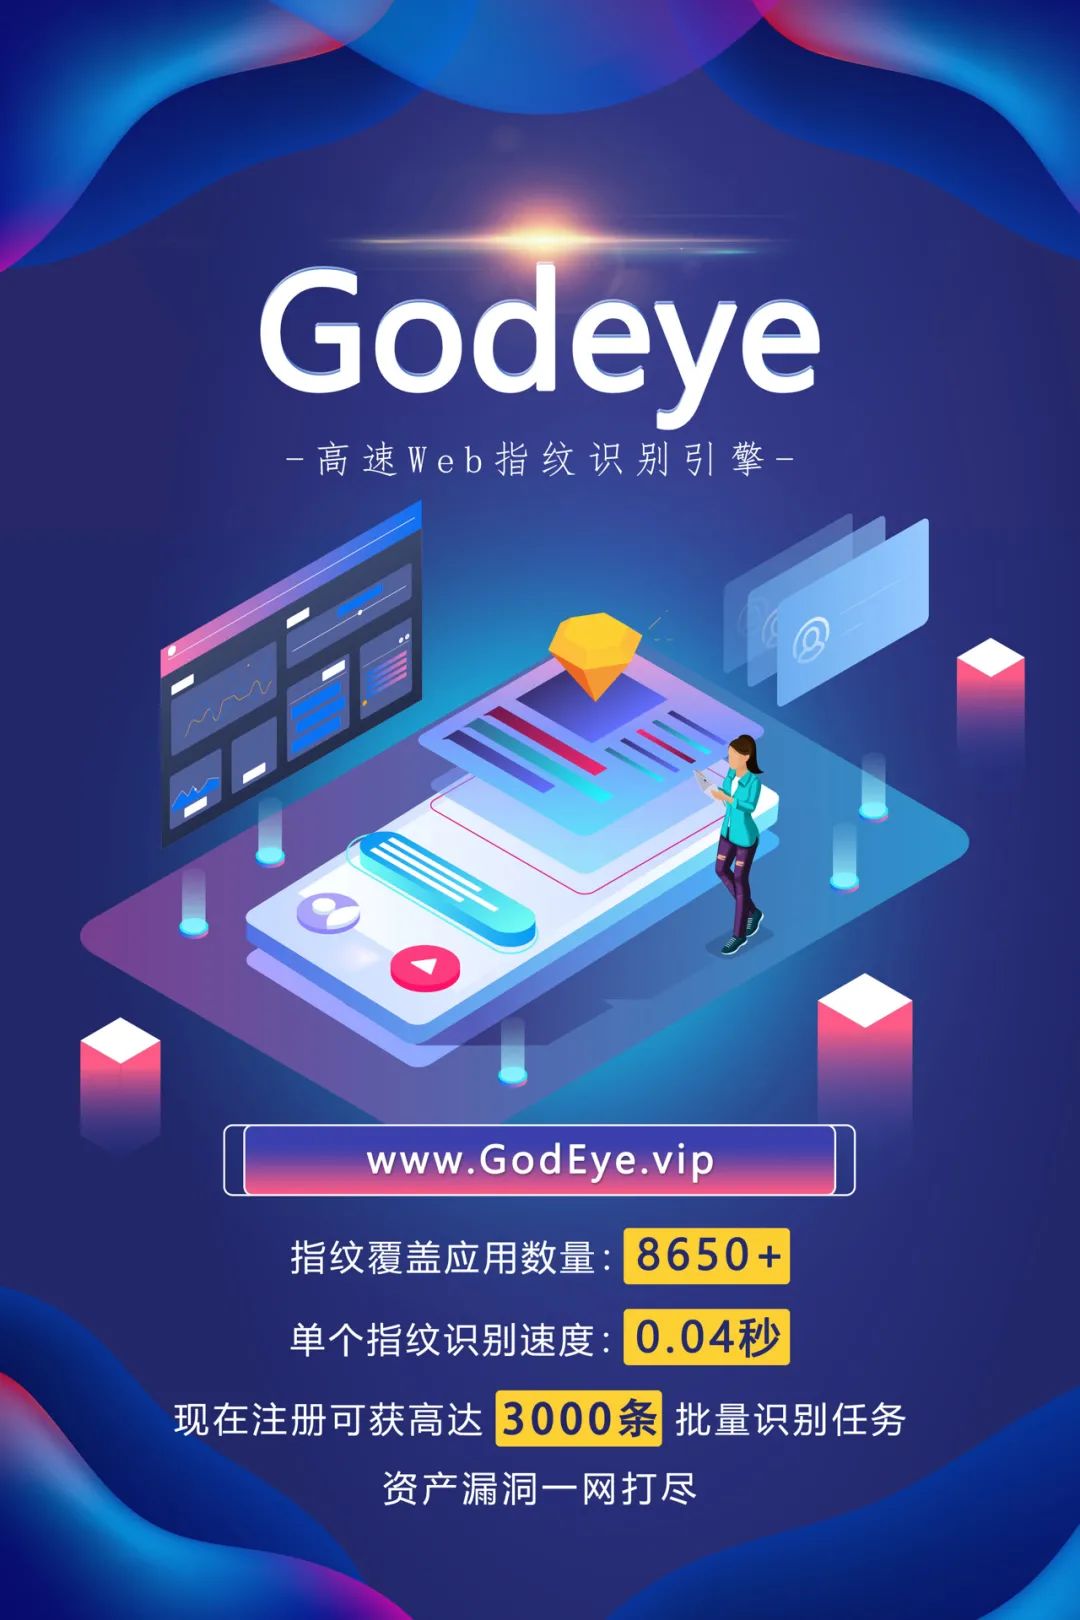 Godeye
-高速Web指纹识别引擎-
www.GodEye.vip
指纹覆盖应用数量：8650+
单个指纹识别速度：0.04秒
现在注册可获高达 3000条 批量识别任务
资产漏洞一网打尽